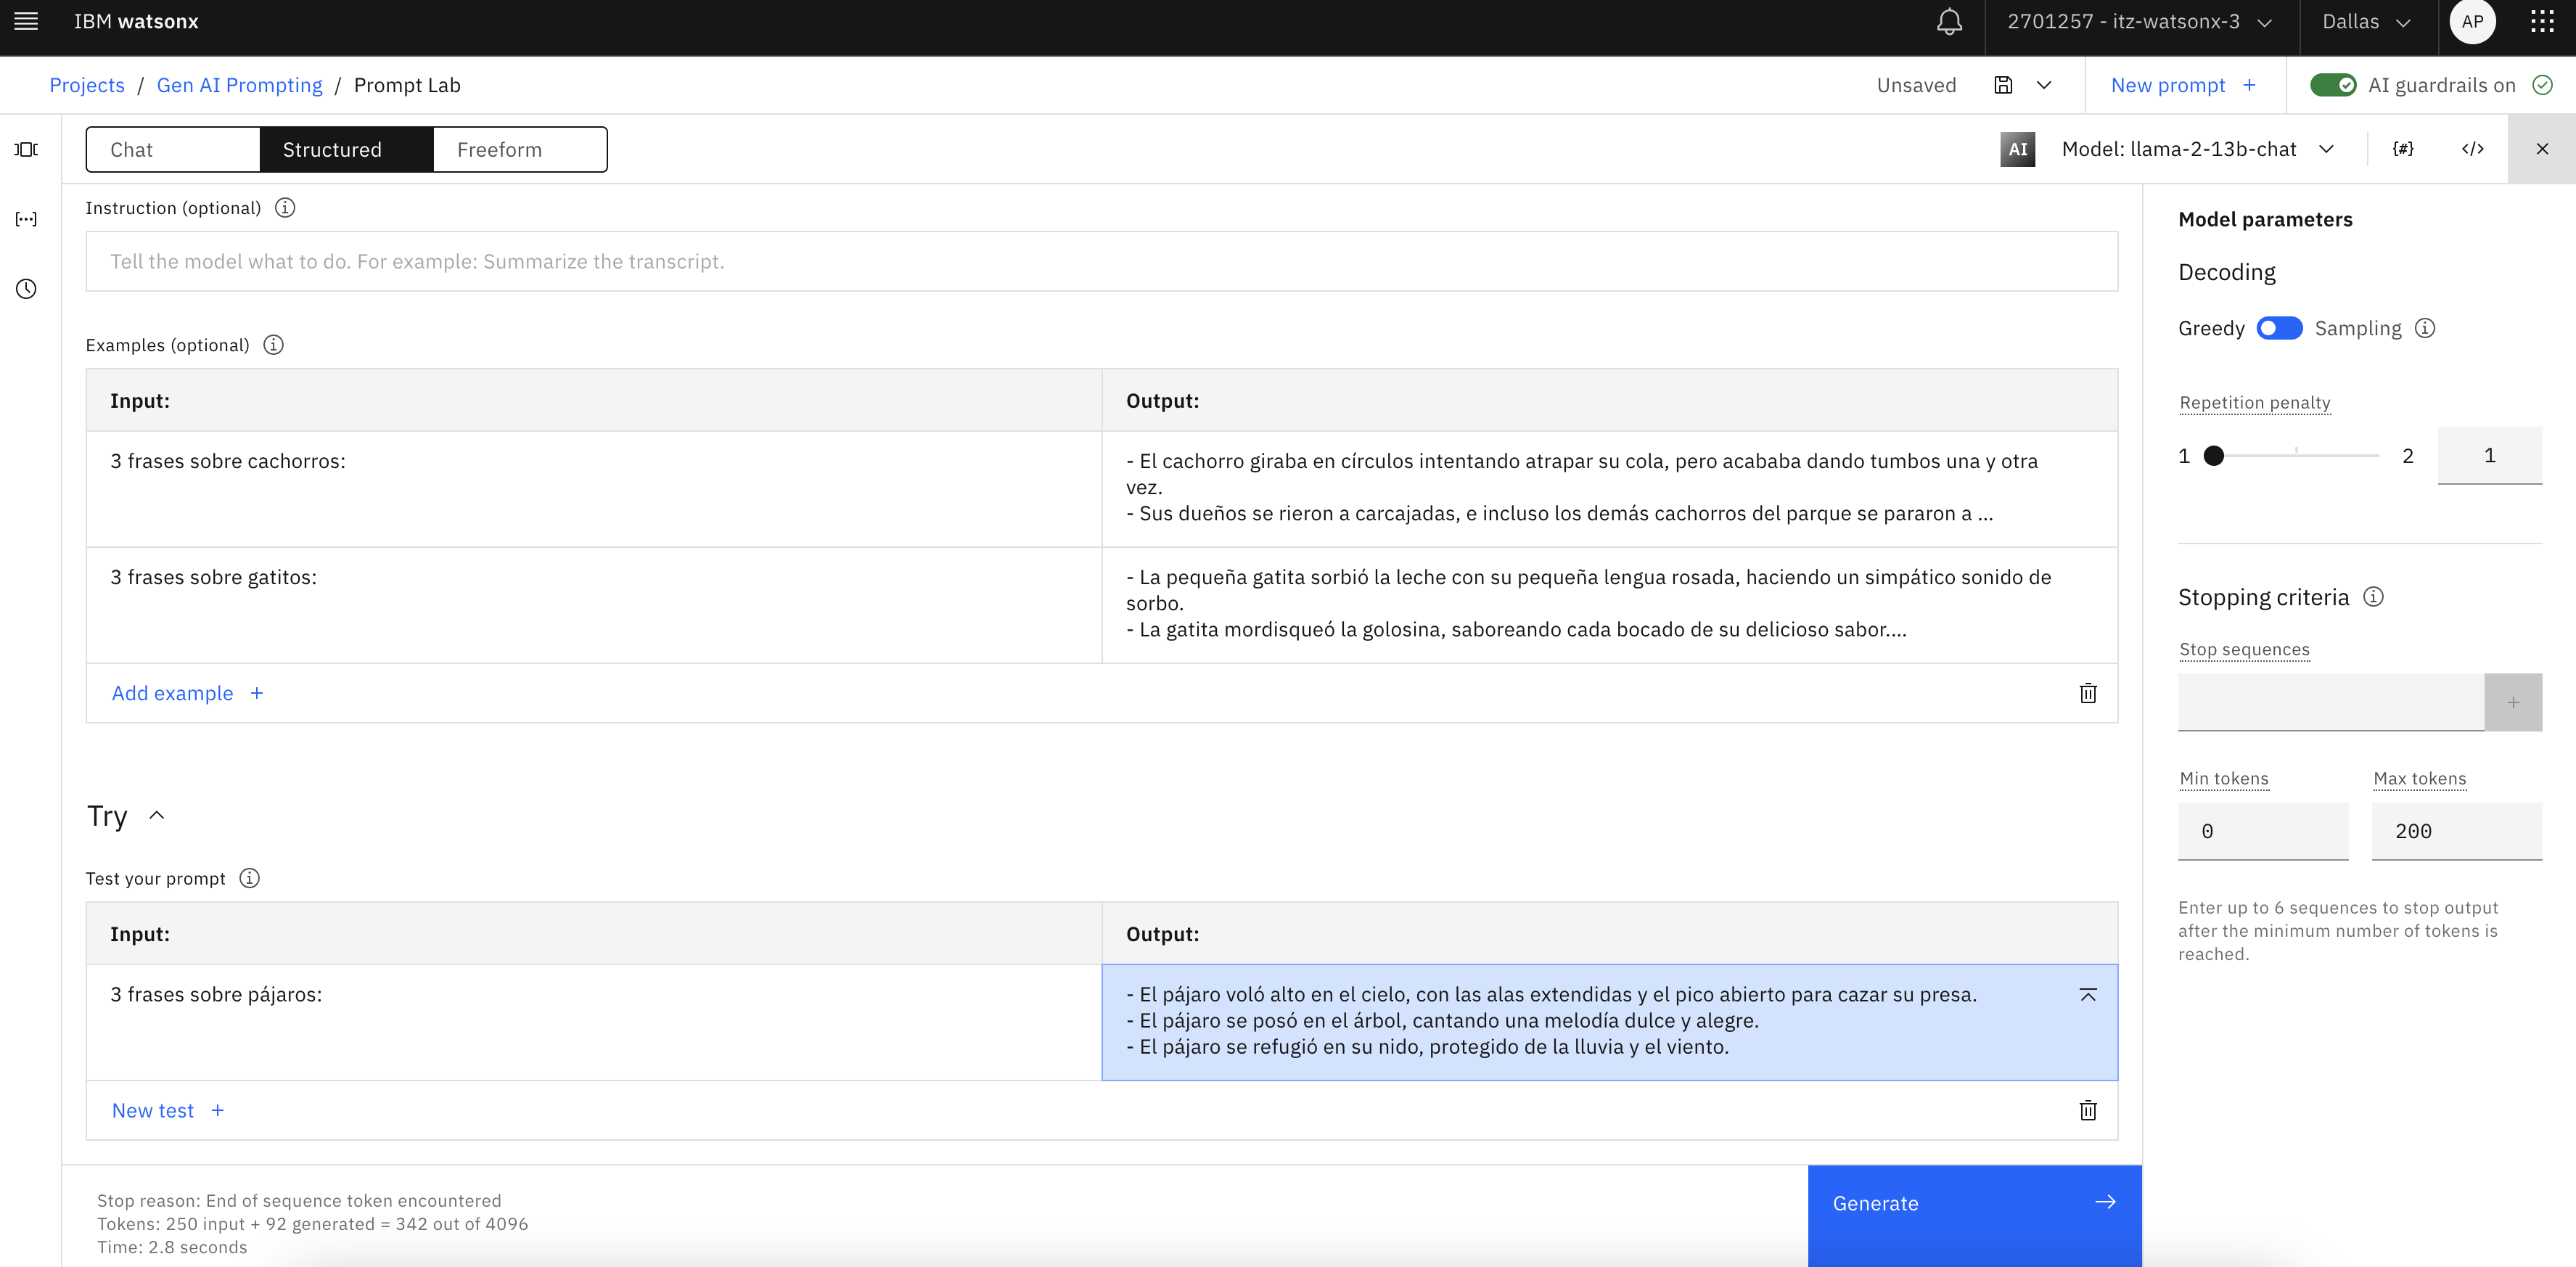 IBM watsonx
2701257 - itz-watsonx-3
Dallas
AP
Projects / Gen AI Prompting / Prompt Lab
Unsaved
New prompt +
AI guardrails on
Chat
Structured
Freeform
AI
Model: llama-2-13b-chat
{#}
</>
Instruction (optional)
Tell the model what to do. For example: Summarize the transcript.
Examples (optional)
Input:
Output:
3 frases sobre cachorros:
- El cachorro giraba en círculos intentando atrapar su cola, pero acababa dando tumbos una y otra
vez.
- Sus dueños se rieron a carcajadas, e incluso los demás cachorros del parque se pararon a ...
3 frases sobre gatitos:
- La pequeña gatita sorbió la leche con su pequeña lengua rosada, haciendo un simpático sonido de
sorbo.
- La gatita mordisqueó la golosina, saboreando cada bocado de su delicioso sabor....
Add example +
Try
Test your prompt
Input:
Output:
3 frases sobre pájaros:
- El pájaro voló alto en el cielo, con las alas extendidas y el pico abierto para cazar su presa.
- El pájaro se posó en el árbol, cantando una melodía dulce y alegre.
- El pájaro se refugió en su nido, protegido de la lluvia y el viento.
New test +
Stop reason: End of sequence token encountered
Tokens: 250 input + 92 generated = 342 out of 4096
Time: 2.8 seconds
Generate
Model parameters
Decoding
Greedy
Sampling
Repetition penalty
1
2
1
Stopping criteria
Stop sequences
+
Min tokens
Max tokens
0
200
Enter up to 6 sequences to stop output
after the minimum number of tokens is
reached.